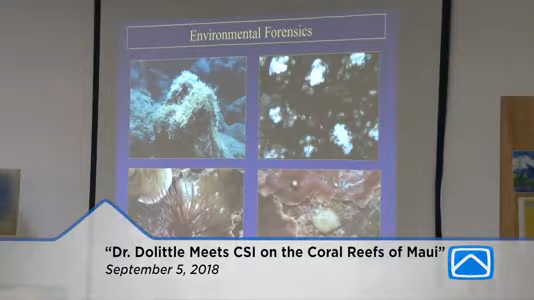 Environmental Forensics
“Dr. Dolittle Meets CSI on the Coral Reefs of Maui”
September 5, 2018